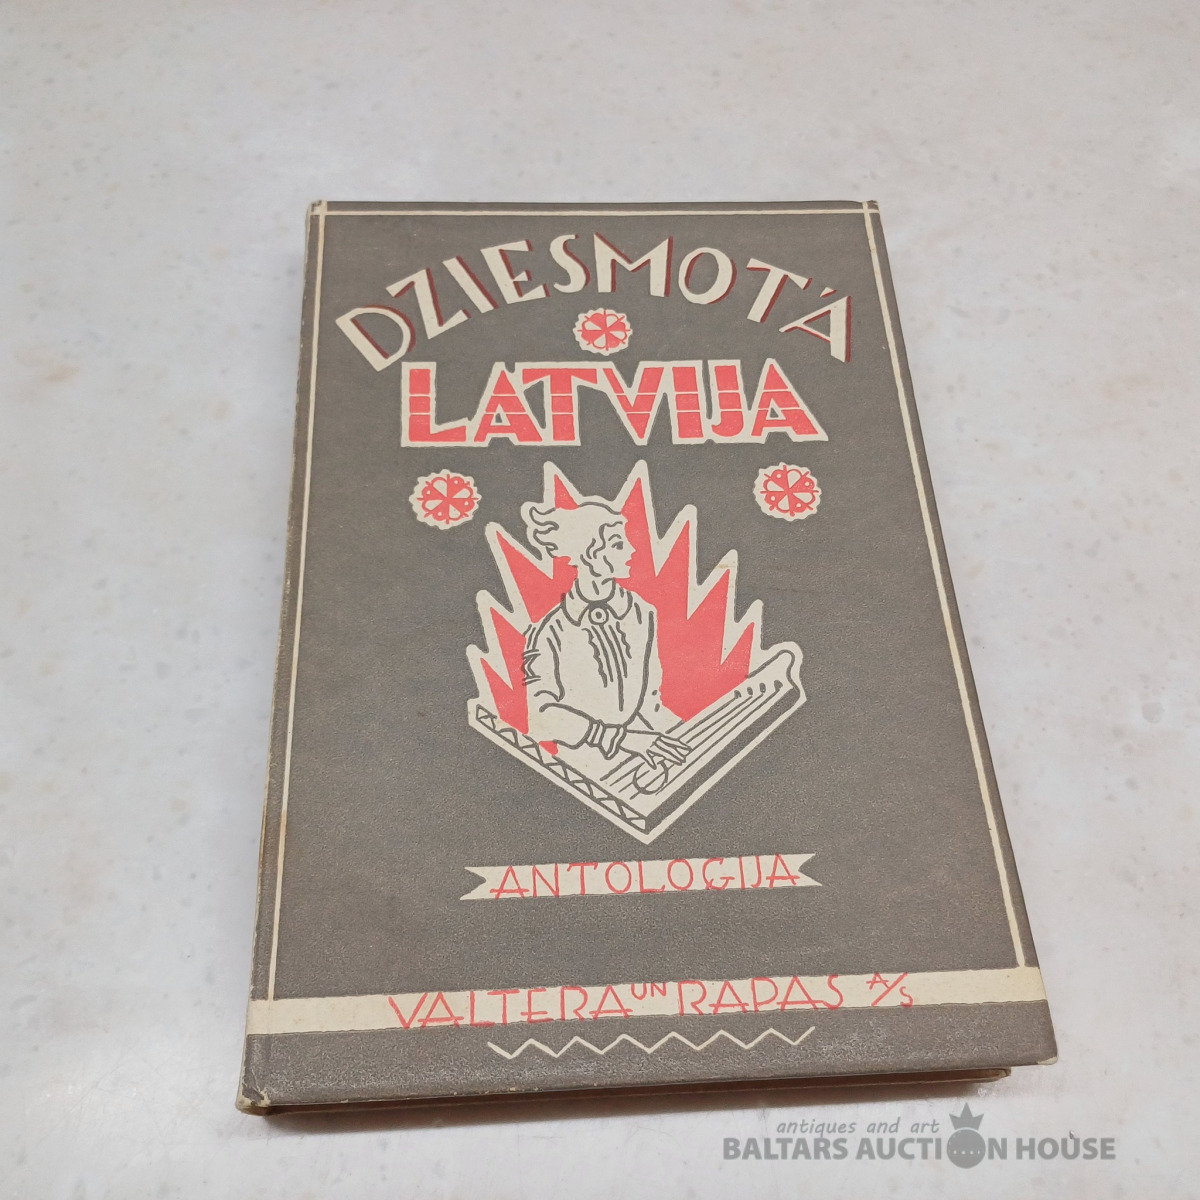 DZIESMOTĀ
LATVIJA
ANTOLOGIJA
VALTERA UN RAPAS A/S
antiques and art
BALTARS AUCTION HOUSE